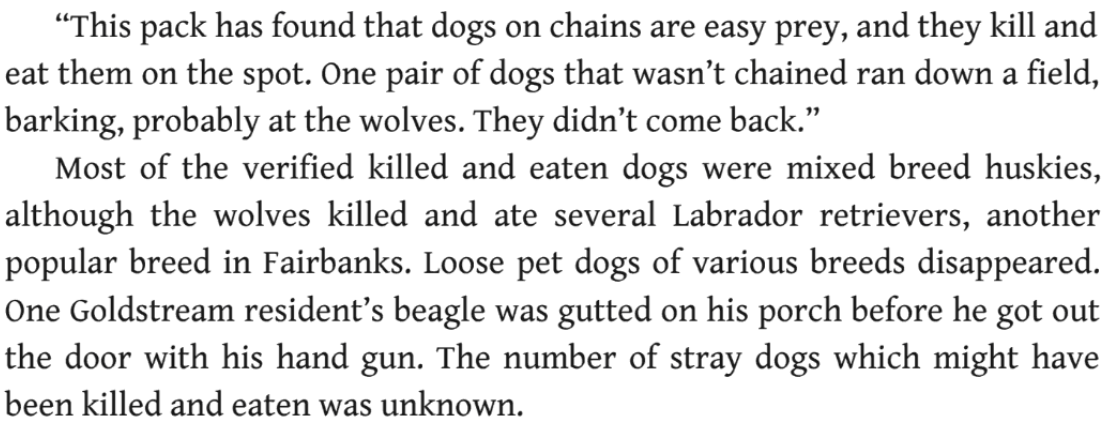 “This pack has found that dogs on chains are easy prey, and they kill and
eat them on the spot. One pair of dogs that wasn’t chained ran down a field,
barking, probably at the wolves. They didn’t come back.”
Most of the verified killed and eaten dogs were mixed breed huskies,
although the wolves killed and ate several Labrador retrievers, another
popular breed in Fairbanks. Loose pet dogs of various breeds disappeared.
One Goldstream resident’s beagle was gutted on his porch before he got out
the door with his hand gun. The number of stray dogs which might have
been killed and eaten was unknown.